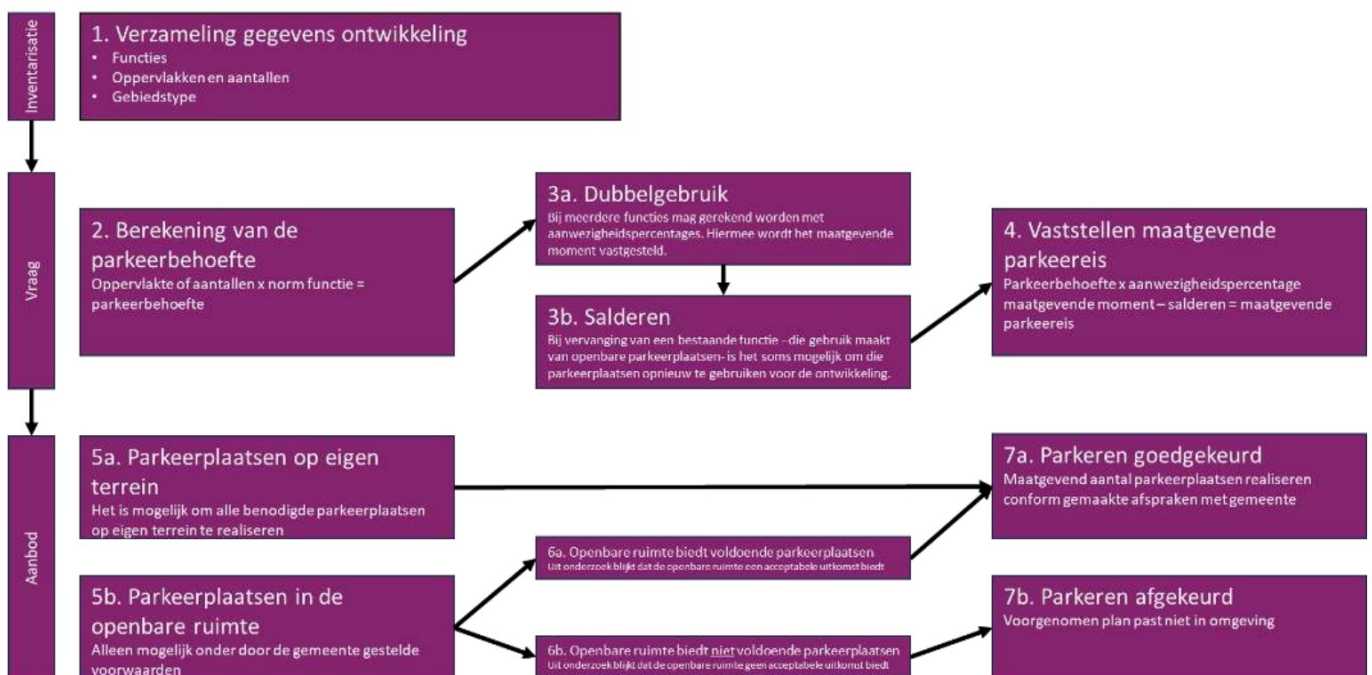 Inventarisatie
1. Verzameling gegevens ontwikkeling
• Functies
• Oppervlakken en aantallen
• Gebiedstype
Vraag
2. Berekening van de
parkeerbehoefte
Oppervlakte of aantallen x norm functie =
parkeerbehoefte
3a. Dubbelgebruik
Bij meerdere functies mag gerekend worden met
aanwezigheidspercentages. Hiermee wordt het maatgevende
moment vastgesteld.
3b. Salderen
Bij vervanging van een bestaande functie –die gebruik maakt
van openbare parkeerplaatsen- is het soms mogelijk om die
parkeerplaatsen opnieuw te gebruiken voor de ontwikkeling.
4. Vaststellen maatgevende
parkeereis
Parkeerbehoefte x aanwezigheidspercentage
maatgevende moment – salderen = maatgevende
parkeereis
Aanbod
5a. Parkeerplaatsen op eigen
terrein
Het is mogelijk om alle benodigde parkeerplaatsen
op eigen terrein te realiseren
5b. Parkeerplaatsen in de
openbare ruimte
Alleen mogelijk onder door de gemeente gestelde
voorwaarden
6a. Openbare ruimte biedt voldoende parkeerplaatsen
Uit onderzoek blijkt dat de openbare ruimte een acceptabele uitkomst biedt
6b. Openbare ruimte biedt niet voldoende parkeerplaatsen
Uit onderzoek blijkt dat de openbare ruimte geen acceptabele uitkomst biedt
7a. Parkeren goedgekeurd
Maatgevend aantal parkeerplaatsen realiseren
conform gemaakte afspraken met gemeente
7b. Parkeren afgekeurd
Voorgenomen plan past niet in omgeving